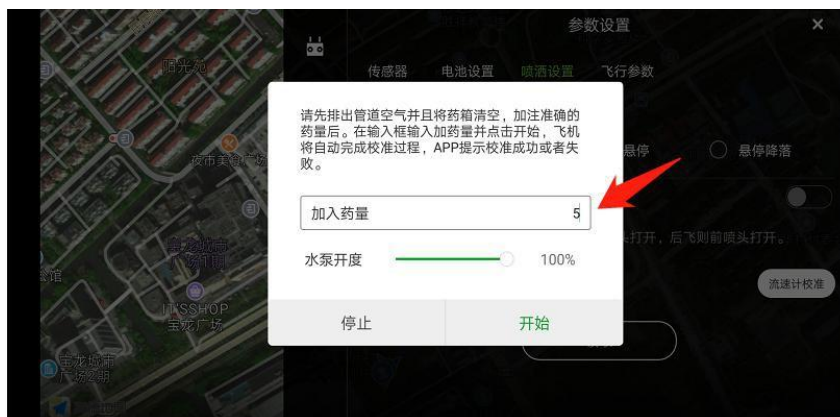 参数设置
×
传感器
电池设置
喷洒设置
飞行参数
阳光苑
夜市美食广场
请先排出管道空气并且将药箱清空，加注准确的
药量后。在输入框输入加药量并点击开始，飞机
将自动完成校准过程，APP提示校准成功或者失
败。
悬停
悬停降落
加入药量
5
头打开，后飞则前喷头打开。
水泵开度
100%
流速计校准
IT'SSHOP
宝龙广场
停止
开始
宝龙城市
广场2期